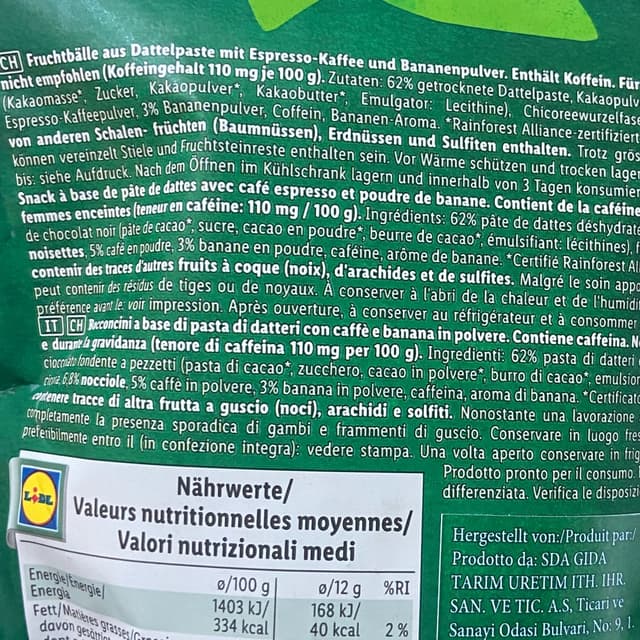 CH Fruchtbälle aus Dattelpaste mit Espresso-Kaffee und Bananenpulver. Enthält Koffein. Für
nicht empfohlen (Koffeingehalt 110 mg je 100 g). Zutaten: 62% getrocknete Dattelpaste, Kakaopulv
(Kakaomasse*, Zucker, Kakaopulver*, Kakaobutter*, Emulgator: Lecithine), Chicoreewurzelfase
Espresso-Kaffeepulver, 3% Bananenpulver, Coffein, Bananen-Aroma. *Rainforest Alliance-zertifiziert
von anderen Schalen- früchten (Baumnüssen), Erdnüssen und Sulfiten enthalten. Trotz grös
können vereinzelt Stiele und Fruchtsteinreste enthalten sein. Vor Wärme schützen und trocken lager
bis: siehe Aufdruck. Nach dem Öffnen im Kühlschrank lagern und innerhalb von 3 Tagen konsumie
Snack à base de pâte de dattes avec café espresso et poudre de banane. Contient de la caféin
femmes enceintes (teneur en caféine: 110 mg / 100 g). Ingrédients: 62% pâte de dattes déshydraté
de chocolat noir (pâte de cacao*, sucre, cacao en poudre*, beurre de cacao*, émulsifiant: lécithines), f
noisettes, 5% café en poudre, 3% banane en poudre, caféine, arôme de banane. *Certifié Rainforest Al
contenir des traces d'autres fruits à coque (noix), d'arachides et de sulfites. Malgré le soin appo
peut contenir des résidus de tiges ou de noyaux. À conserver à l'abri de la chaleur et de l'humidi
préférence avant le: voir impression. Après ouverture, à conserver au réfrigérateur et à consommer
IT CH Bocconcini a base di pasta di datteri con caffè e banana in polvere. Contiene caffeina. N
e durante la gravidanza (tenore di caffeina 110 mg per 100 g). Ingredienti: 62% pasta di datteri
cioccolato fondente a pezzetti (pasta di cacao*, zucchero, cacao in polvere*, burro di cacao*, emulsio
6,8% nocciole, 5% caffè in polvere, 3% banana in polvere, caffeina, aroma di banana. *Certificato
contenere tracce di altra frutta a guscio (noci), arachidi e solfiti. Nonostante una lavorazione
completamente la presenza sporadica di gambi e frammenti di guscio. Conservare in luogo fres
preferibilmente entro il (in confezione integra): vedere stampa. Una volta aperto conservare in frig
Prodotto pronto per il consumo.
differenziata. Verifica le disposizi
LIDL
Nährwerte/
Valeurs nutritionnelles moyennes/
Valori nutrizionali medi
Energie/Energie/
Energia
ø/100 g ø/12 g %RI
1403 kJ/ 168 kJ/
334 kcal 40 kcal 2 %
Fett/Matières grasses/
davon gesättigt
Hergestellt von:/Produit par:/
Prodotto da: SDA GIDA
TARIM URETIM ITH. IHR.
SAN. VE TIC. A.S, Ticari ve
Sanayi Odasi Bulvari, No: 9, 1.